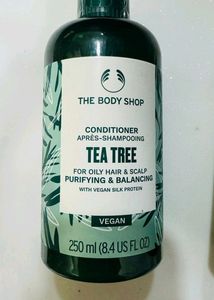 THE BODY SHOP
CONDITIONER
APRÈS-SHAMPOOING
TEA TREE
FOR OILY HAIR & SCALP
PURIFYING & BALANCING
WITH VEGAN SILK PROTEIN
VEGAN
250 ml (8.4 US FL OZ)